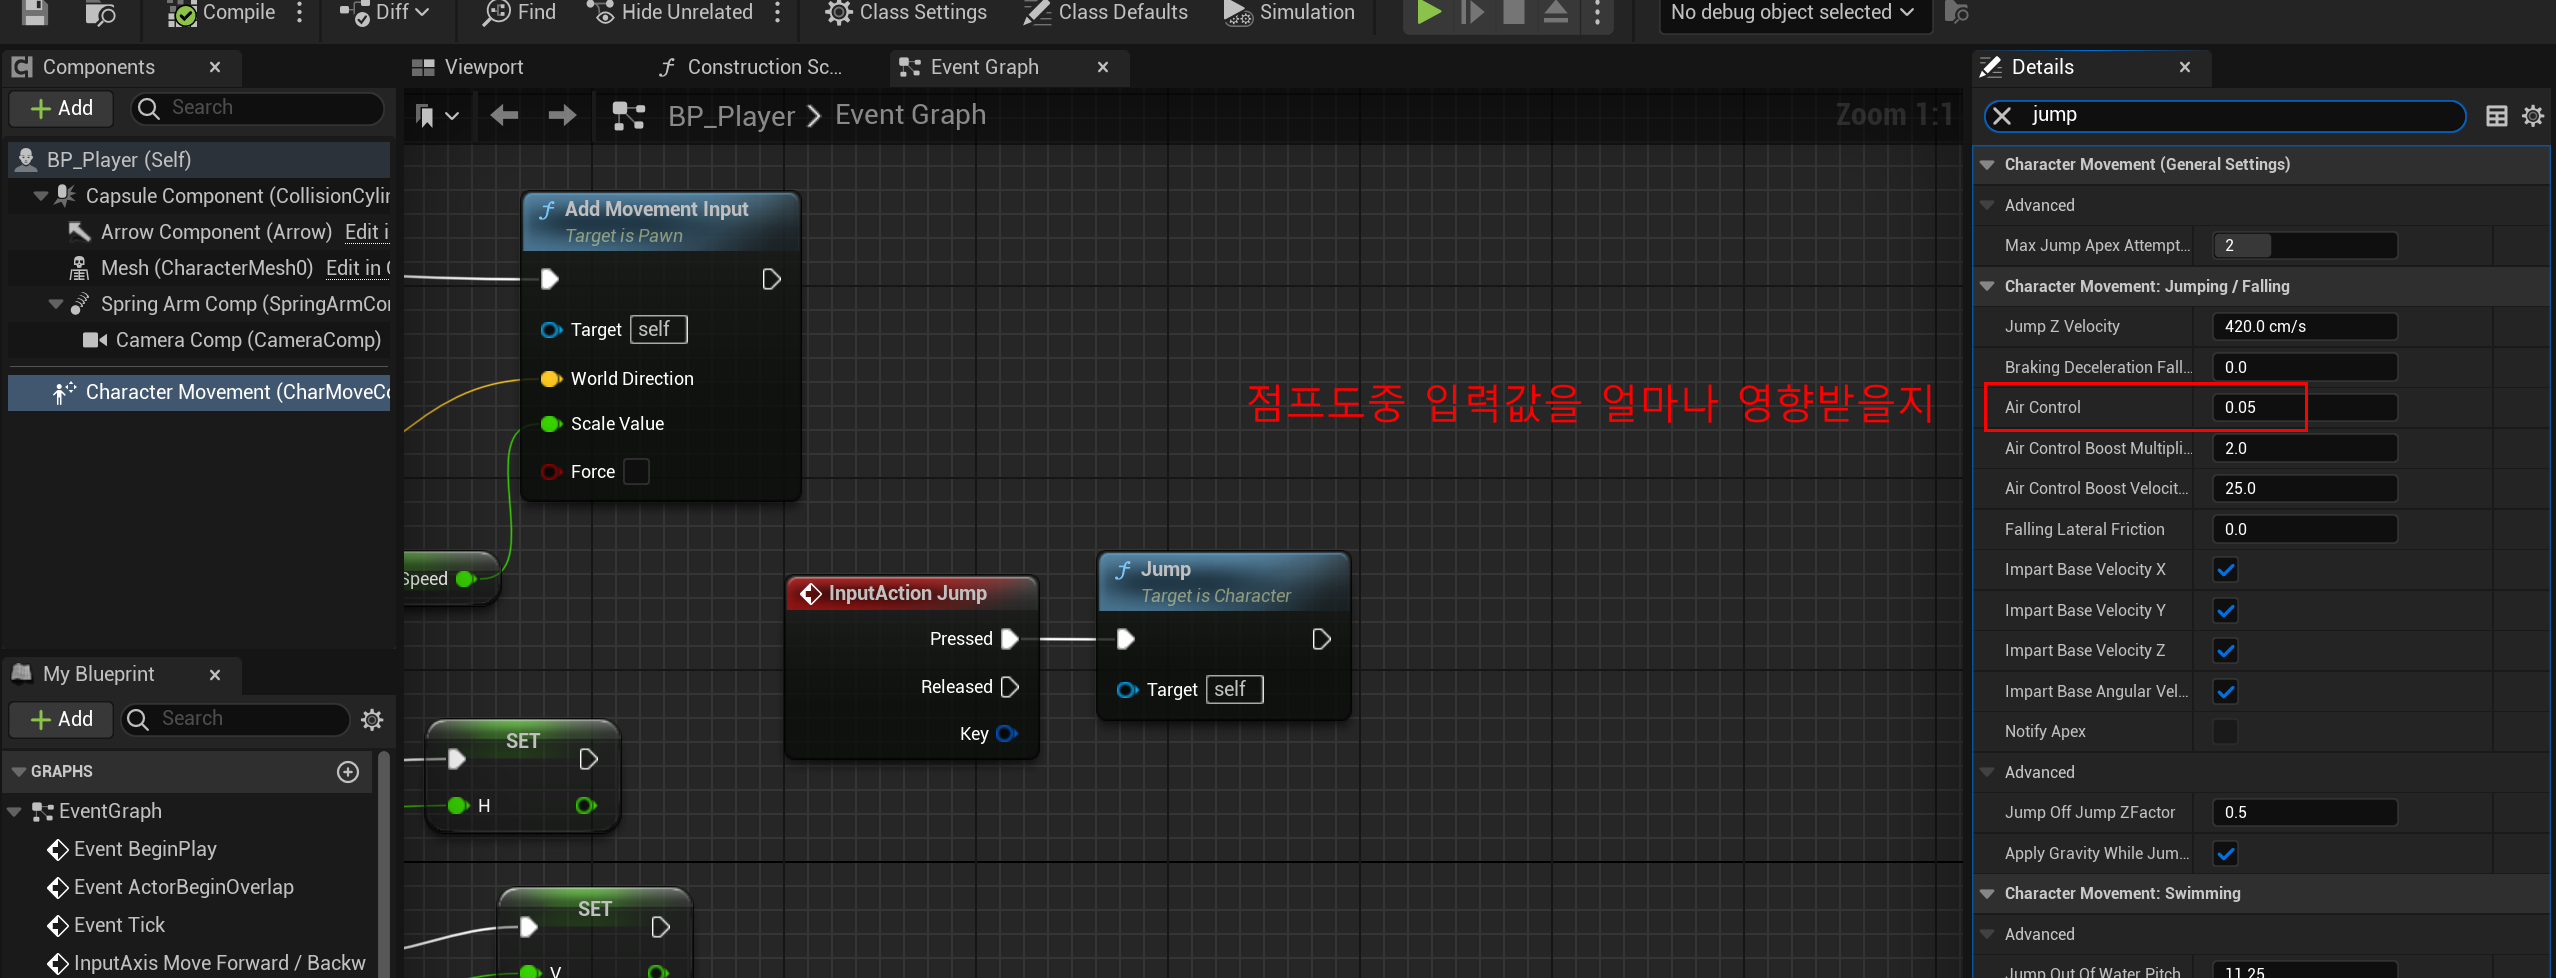 Compile
Diff
Find
Hide Unrelated
Class Settings
Class Defaults
Simulation
No debug object selected
Components
Add
Search
BP_Player (Self)
Capsule Component (CollisionCylin
Arrow Component (Arrow) Edit i
Mesh (CharacterMesh0) Edit in C
Spring Arm Comp (SpringArmCo
Camera Comp (CameraComp)
Character Movement (CharMoveCo
My Blueprint
Add
Search
GRAPHS
EventGraph
Event BeginPlay
Event ActorBeginOverlap
Event Tick
InputAxis Move Forward / Backw
Viewport
Construction Sc...
Event Graph
BP_Player > Event Graph
Zoom 1:1
Add Movement Input
Target is Pawn
Target self
World Direction
Scale Value
Force
Speed
점프도중 입력값을 얼마나 영향받을지
InputAction Jump
Pressed
Released
Key
Jump
Target is Character
Target self
SET
H
SET
V
Details
jump
Character Movement (General Settings)
Advanced
Max Jump Apex Attempt... 2
Character Movement: Jumping / Falling
Jump Z Velocity 420.0 cm/s
Braking Deceleration Fall... 0.0
Air Control 0.05
Air Control Boost Multipli... 2.0
Air Control Boost Velocit... 25.0
Falling Lateral Friction 0.0
Impart Base Velocity X
Impart Base Velocity Y
Impart Base Velocity Z
Impart Base Angular Vel...
Notify Apex
Advanced
Jump Off Jump ZFactor 0.5
Apply Gravity While Jum...
Character Movement: Swimming
Advanced
Jump Out Of Water Pitch 11.25